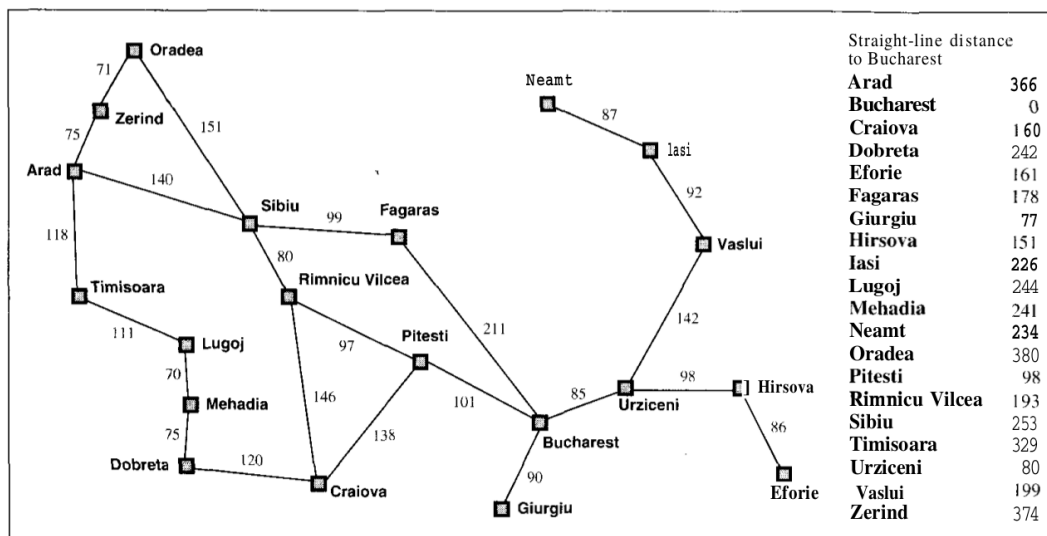 Oradea
Neamt
71
87
Zerind
151
Iasi
75
Arad
140
92
Sibiu
99
Fagaras
118
80
Vaslui
Timisoara
Rimnicu Vilcea
111
Lugoj
97
Pitesti
211
142
70
98
Hirsova
Mehadia
146
101
85
Urziceni
75
138
Bucharest
86
120
90
Dobreta
Craiova
Giurgiu
Eforie
Straight-line distance
to Bucharest
Arad 366
Bucharest 0
Craiova 160
Dobreta 242
Eforie 161
Fagaras 178
Giurgiu 77
Hirsova 151
Iasi 226
Lugoj 244
Mehadia 241
Neamt 234
Oradea 380
Pitesti 98
Rimnicu Vilcea 193
Sibiu 253
Timisoara 329
Urziceni 80
Vaslui 199
Zerind 374